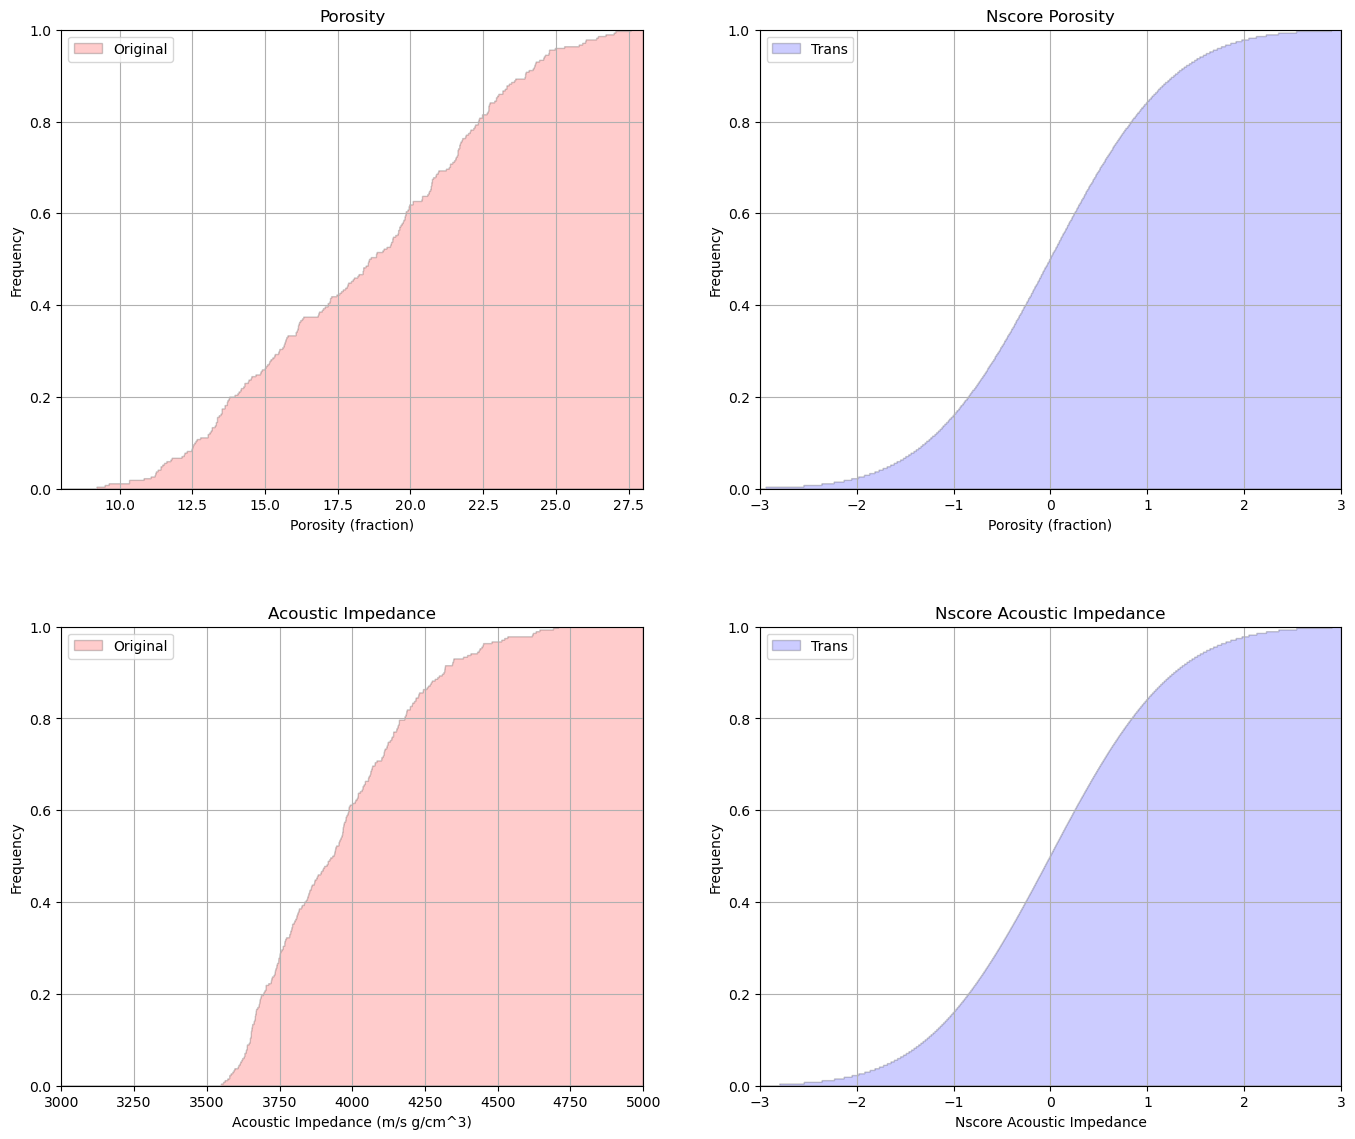 Porosity
Original
1.0
0.8
0.6
0.4
0.2
0.0
Frequency
10.0 12.5 15.0 17.5 20.0 22.5 25.0 27.5
Porosity (fraction)
Nscore Porosity
Trans
1.0
0.8
0.6
0.4
0.2
0.0
Frequency
−3 −2 −1 0 1 2 3
Porosity (fraction)
Acoustic Impedance
Original
1.0
0.8
0.6
0.4
0.2
0.0
Frequency
3000 3250 3500 3750 4000 4250 4500 4750 5000
Acoustic Impedance (m/s g/cm^3)
Nscore Acoustic Impedance
Trans
1.0
0.8
0.6
0.4
0.2
0.0
Frequency
−3 −2 −1 0 1 2 3
Nscore Acoustic Impedance